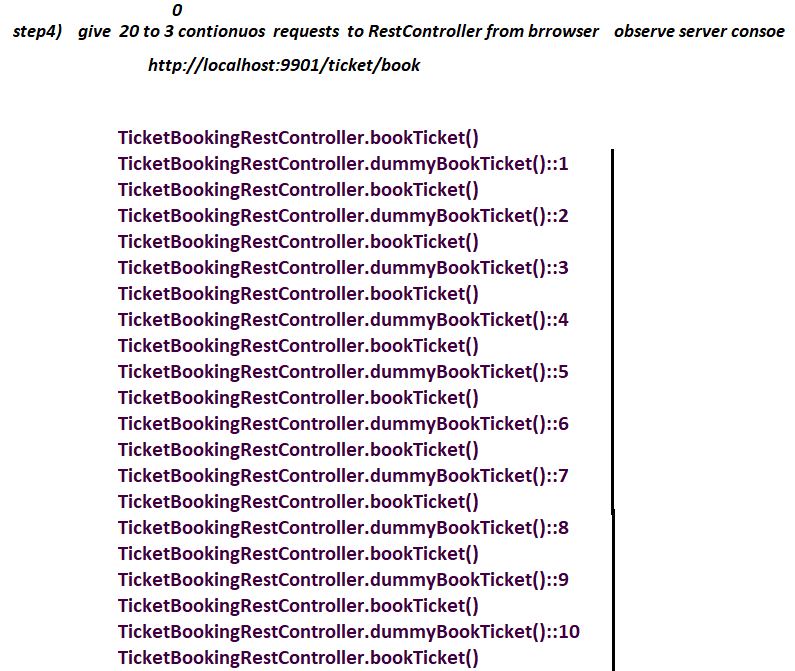 0
step4) give 20 to 3 contionuos requests to RestController from brrowser observe server consoe
http://localhost:9901/ticket/book
TicketBookingRestController.bookTicket()
TicketBookingRestController.dummyBookTicket()::1
TicketBookingRestController.bookTicket()
TicketBookingRestController.dummyBookTicket()::2
TicketBookingRestController.bookTicket()
TicketBookingRestController.dummyBookTicket()::3
TicketBookingRestController.bookTicket()
TicketBookingRestController.dummyBookTicket()::4
TicketBookingRestController.bookTicket()
TicketBookingRestController.dummyBookTicket()::5
TicketBookingRestController.bookTicket()
TicketBookingRestController.dummyBookTicket()::6
TicketBookingRestController.bookTicket()
TicketBookingRestController.dummyBookTicket()::7
TicketBookingRestController.bookTicket()
TicketBookingRestController.dummyBookTicket()::8
TicketBookingRestController.bookTicket()
TicketBookingRestController.dummyBookTicket()::9
TicketBookingRestController.bookTicket()
TicketBookingRestController.dummyBookTicket()::10
TicketBookingRestController.bookTicket()